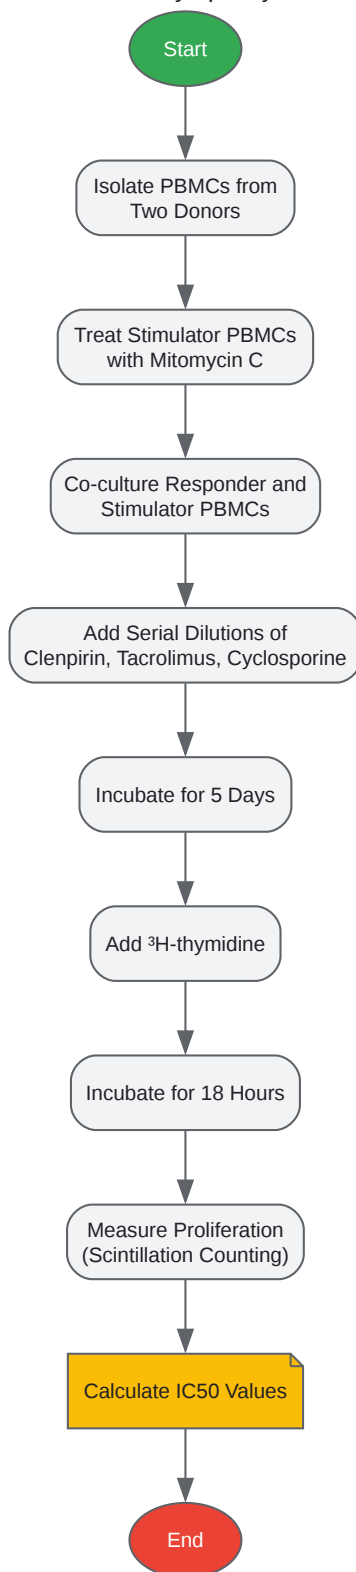 Start
Isolate PBMCs from
Two Donors
Treat Stimulator PBMCs
with Mitomycin C
Co-culture Responder and
Stimulator PBMCs
Add Serial Dilutions of
Clenpirin, Tacrolimus, Cyclosporine
Incubate for 5 Days
Add ³H-thymidine
Incubate for 18 Hours
Measure Proliferation
(Scintillation Counting)
Calculate IC50 Values
End